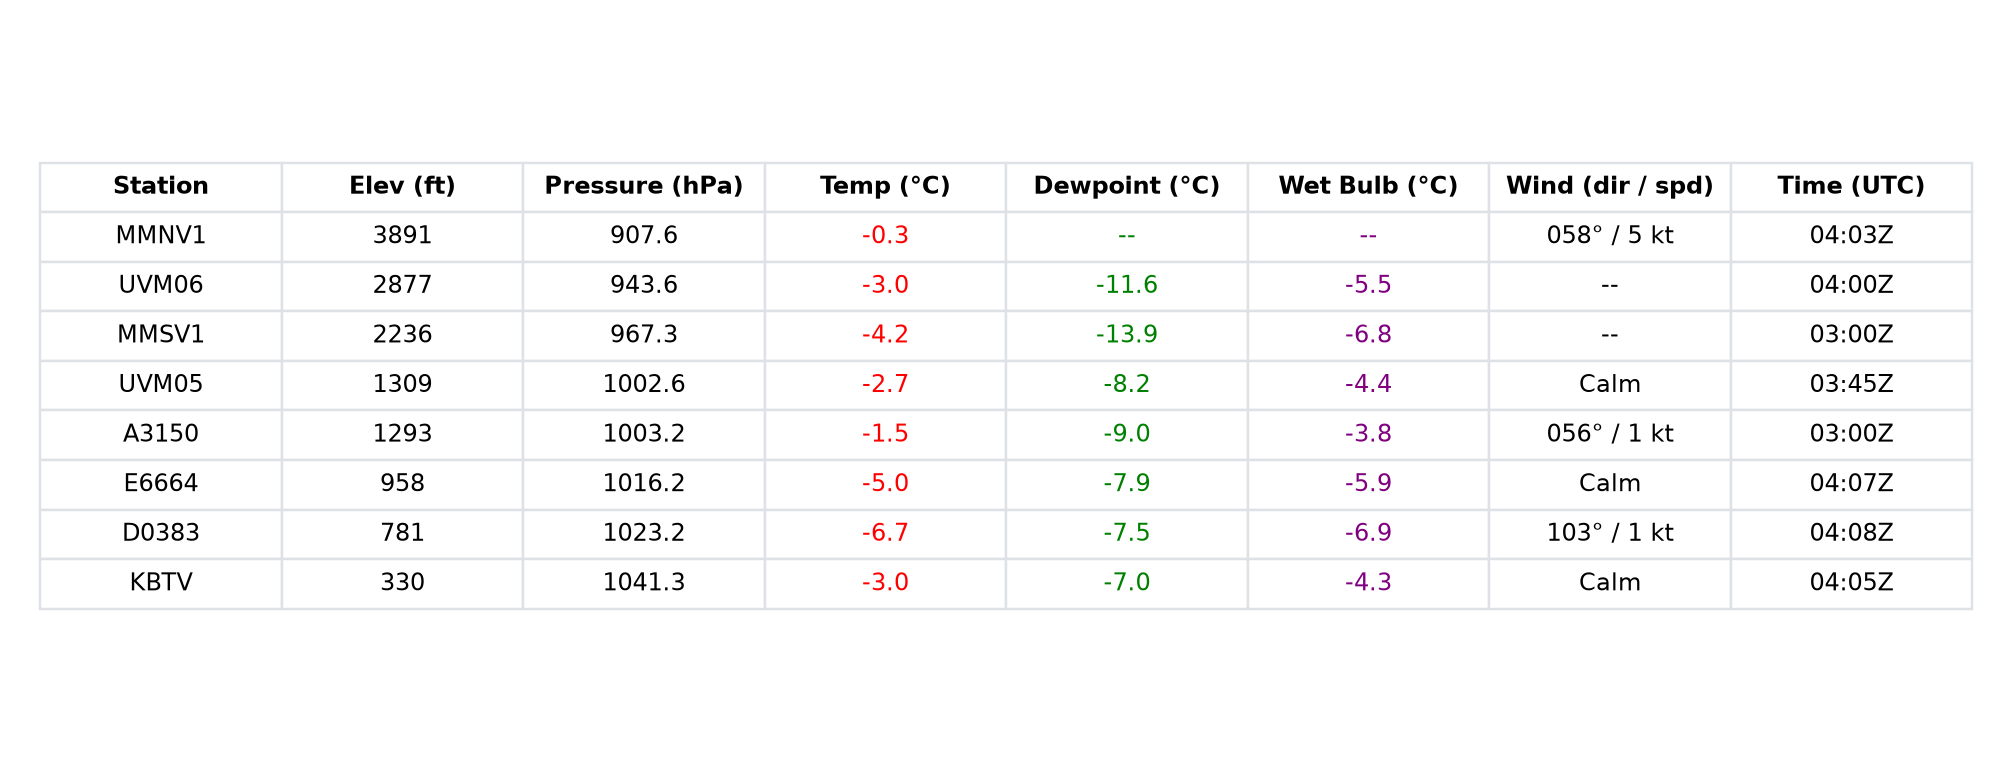 Station Elev (ft) Pressure (hPa) Temp (°C) Dewpoint (°C) Wet Bulb (°C) Wind (dir / spd) Time (UTC)
MMNV1 3891 907.6 -0.3 -- -- 058° / 5 kt 04:03Z
UVM06 2877 943.6 -3.0 -11.6 -5.5 -- 04:00Z
MMSV1 2236 967.3 -4.2 -13.9 -6.8 -- 03:00Z
UVM05 1309 1002.6 -2.7 -8.2 -4.4 Calm 03:45Z
A3150 1293 1003.2 -1.5 -9.0 -3.8 056° / 1 kt 03:00Z
E6664 958 1016.2 -5.0 -7.9 -5.9 Calm 04:07Z
D0383 781 1023.2 -6.7 -7.5 -6.9 103° / 1 kt 04:08Z
KBTV 330 1041.3 -3.0 -7.0 -4.3 Calm 04:05Z